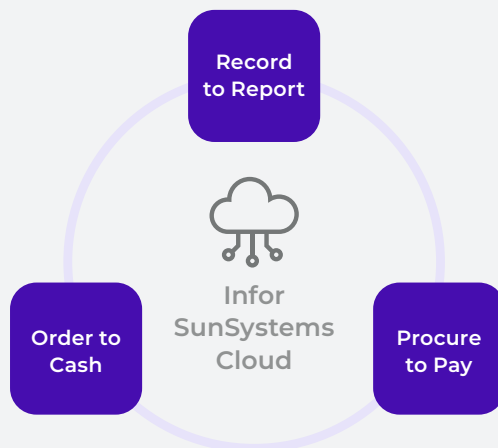 Record
to Report
Infor
SunSystems
Cloud
Order to
Cash
Procure
to Pay